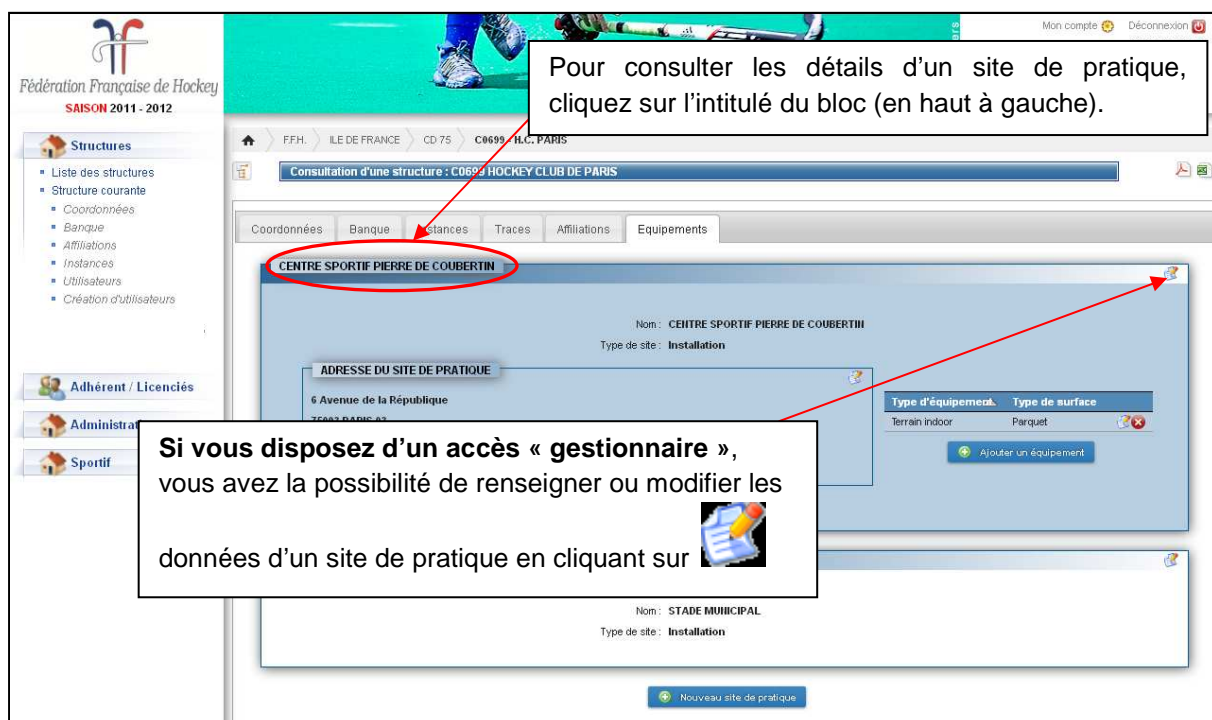 Mon compte Déconnexion
Fédération Française de Hockey
SAISON 2011 - 2012
Pour consulter les détails d'un site de pratique,
cliquez sur l'intitulé du bloc (en haut à gauche).
Structures
Liste des structures
Structure courante
Coordonnées
Banque
Affiliations
Instances
Utilisateurs
Création d'utilisateurs
Adhérent / Licenciés
Sportif
F.F.H. ILE DE FRANCE CD 75 C0699 - H.C. PARIS
Consultation d'une structure : C0699 HOCKEY CLUB DE PARIS
Coordonnées Banque Instances Traces Affiliations Equipements
CENTRE SPORTIF PIERRE DE COUBERTIN
Nom : CENTRE SPORTIF PIERRE DE COUBERTIN
Type de site : Installation
ADRESSE DU SITE DE PRATIQUE
6 Avenue de la République
Type d'équipement Type de surface
Terrain indoor Parquet
Ajouter un équipement
Si vous disposez d'un accès « gestionnaire »,
vous avez la possibilité de renseigner ou modifier les
données d'un site de pratique en cliquant sur
Nom : STADE MUNICIPAL
Type de site : Installation
Nouveau site de pratique